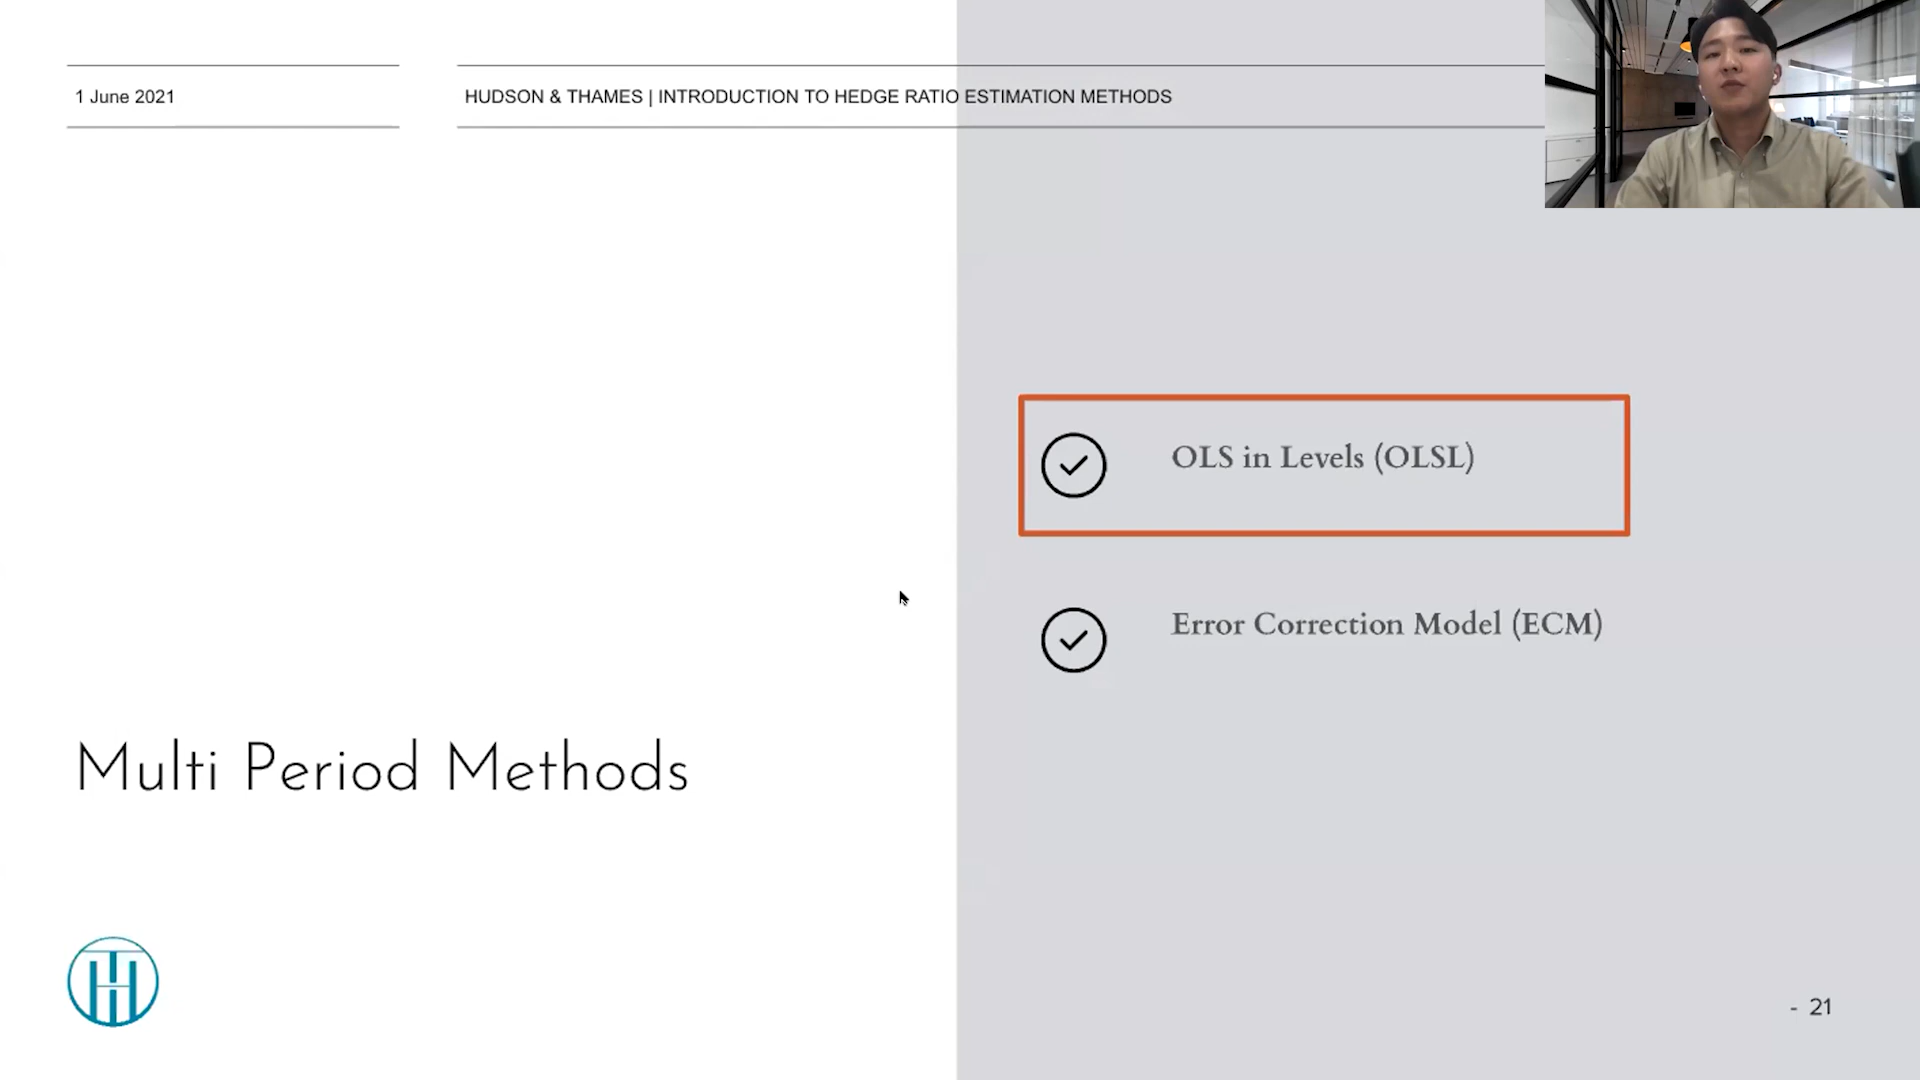 1 June 2021
HUDSON & THAMES | INTRODUCTION TO HEDGE RATIO ESTIMATION METHODS
OLS in Levels (OLSL)
Error Correction Model (ECM)
Multi Period Methods
- 21